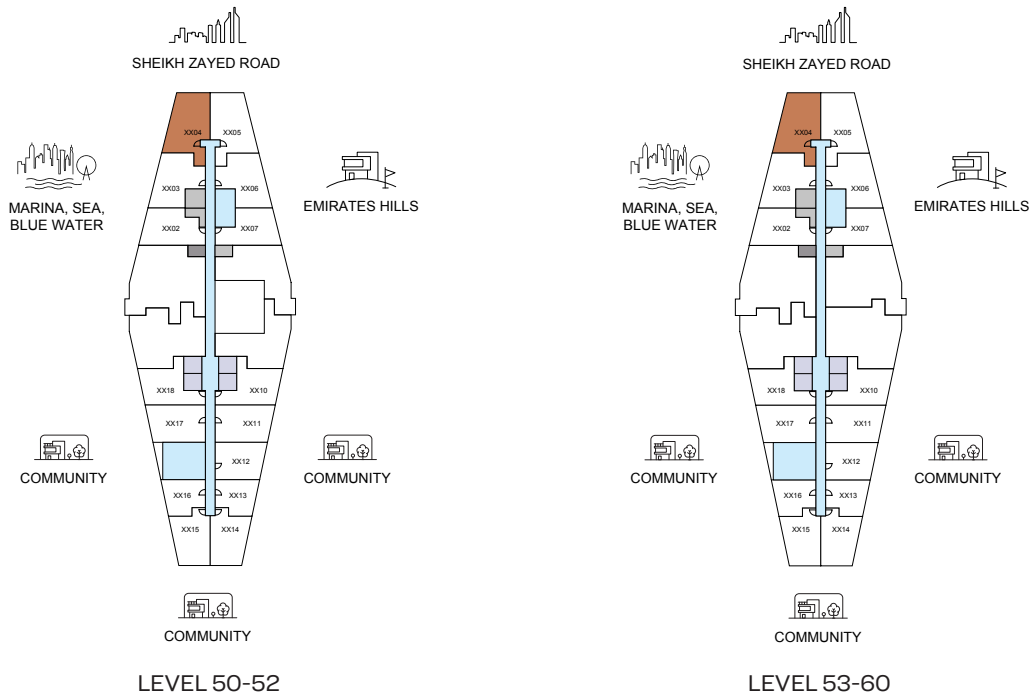 SHEIKH ZAYED ROAD
XX04 XX05
XX03 XX06
MARINA, SEA,
BLUE WATER
EMIRATES HILLS
XX02 XX07
XX18 XX10
XX17 XX11
XX12
COMMUNITY
COMMUNITY
XX16 XX13
XX15 XX14
COMMUNITY
LEVEL 50-52
SHEIKH ZAYED ROAD
XX04 XX05
XX03 XX06
MARINA, SEA,
BLUE WATER
EMIRATES HILLS
XX02 XX07
XX18 XX10
XX17 XX11
XX12
COMMUNITY
COMMUNITY
XX16 XX13
XX15 XX14
COMMUNITY
LEVEL 53-60